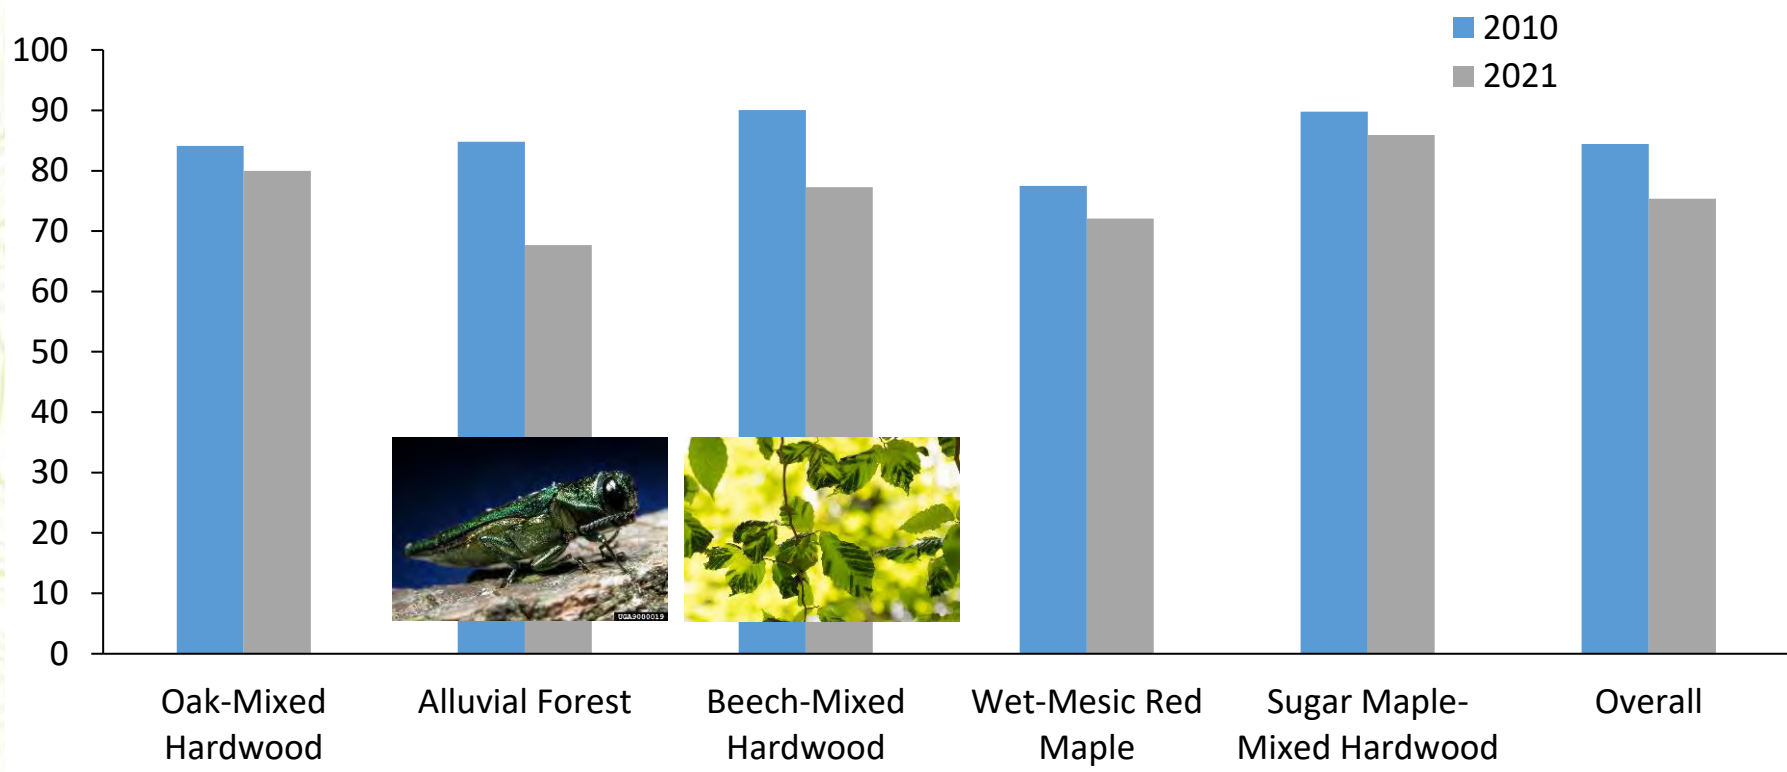 2010
2021
100
90
80
70
60
50
40
30
20
10
0
UGA9000019
Oak-Mixed
Hardwood
Alluvial Forest
Beech-Mixed
Hardwood
Wet-Mesic Red
Maple
Sugar Maple-
Mixed Hardwood
Overall